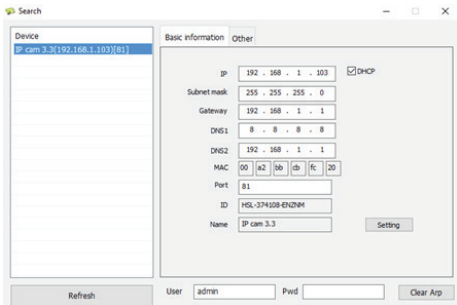 Search
Device
IP cam 3.3(192.168.1.103)[81]
Basic information Other
IP 192 . 168 . 1 . 103 DHCP
Subnet mask 255 . 255 . 255 . 0
Gateway 192 . 168 . 1 . 1
DNS1 8 . 8 . 8 . 8
DNS2 192 . 168 . 1 . 1
MAC 00 a2 bb cb fc 20
Port 81
ID HSL-374108-ENZNM
Name IP cam 3.3 Setting
Refresh User admin Pwd Clear Arp